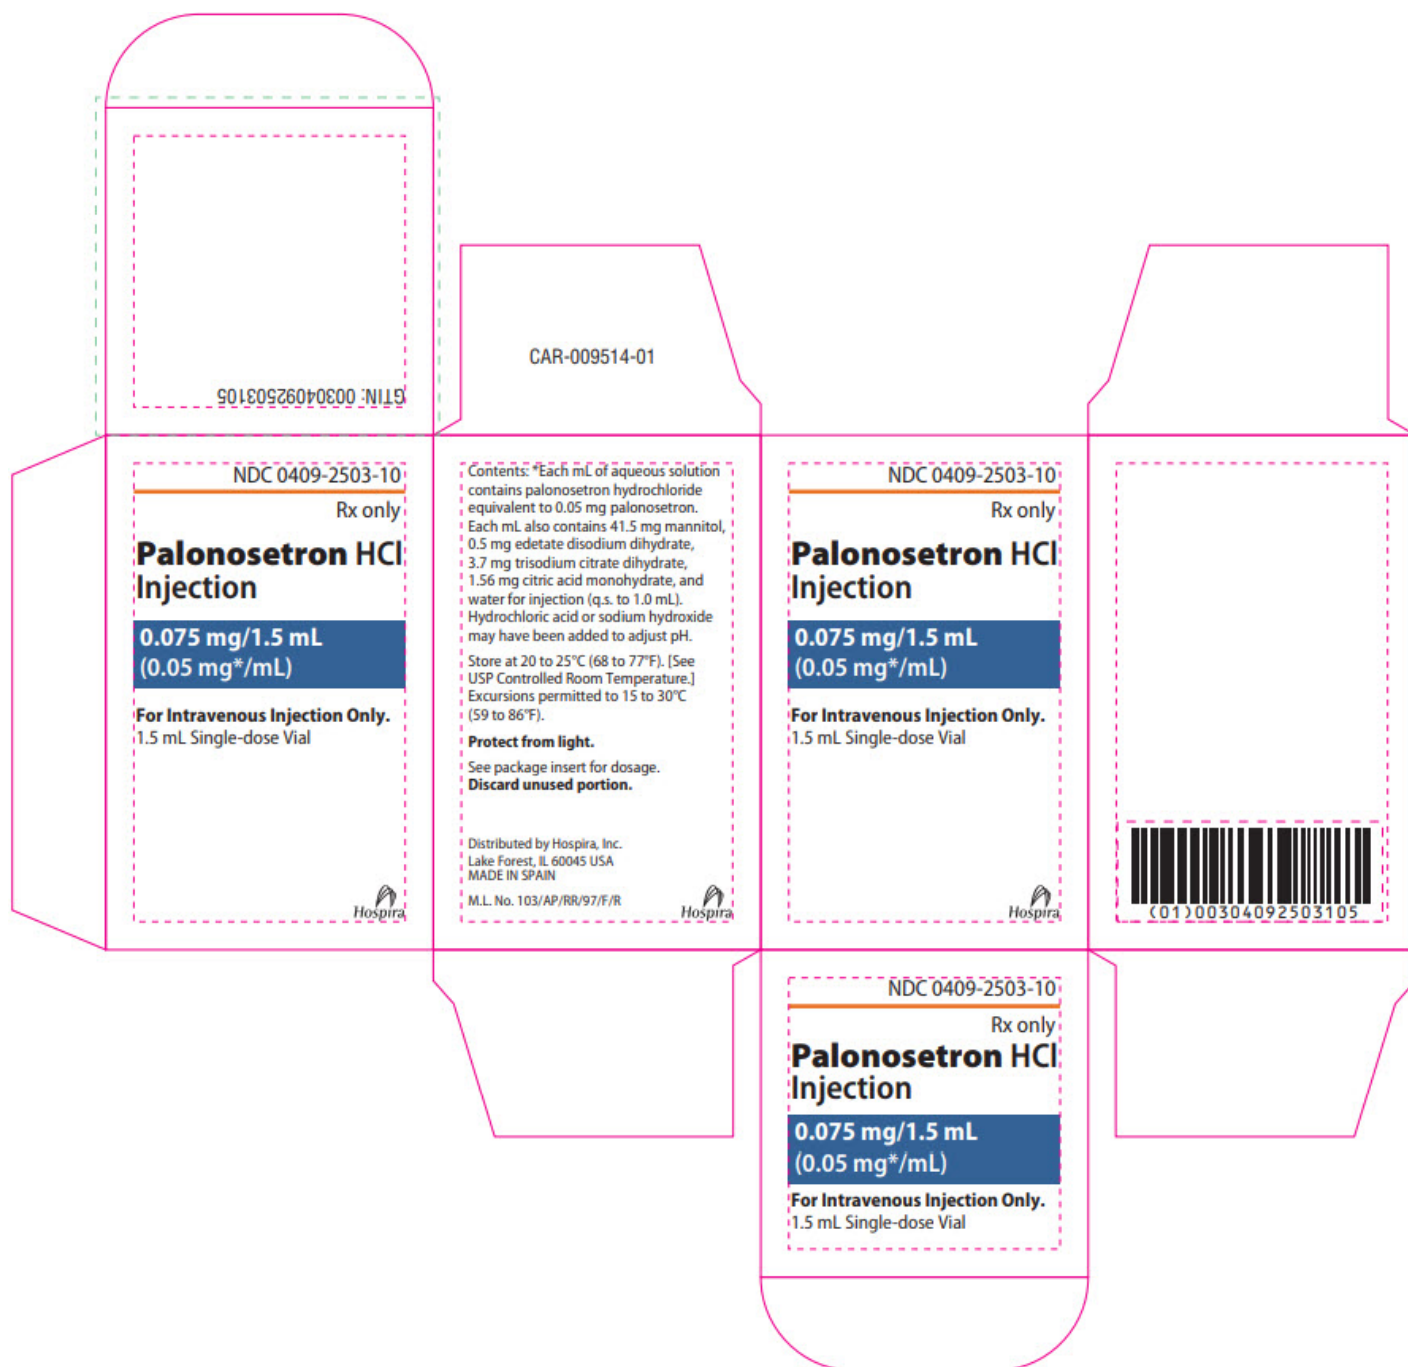 GTIN: 00304092503105
CAR-009514-01
NDC 0409-2503-10
Rx only
Palonosetron HCl
Injection
0.075 mg/1.5 mL
(0.05 mg*/mL)
For Intravenous Injection Only.
1.5 mL Single-dose Vial
Hospira
Contents: *Each mL of aqueous solution
contains palonosetron hydrochloride
equivalent to 0.05 mg palonosetron.
Each mL also contains 41.5 mg mannitol,
0.5 mg edetate disodium dihydrate,
3.7 mg trisodium citrate dihydrate,
1.56 mg citric acid monohydrate, and
water for injection (q.s. to 1.0 mL).
Hydrochloric acid or sodium hydroxide
may have been added to adjust pH.
Store at 20 to 25°C (68 to 77°F). [See
USP Controlled Room Temperature.]
Excursions permitted to 15 to 30°C
(59 to 86°F).
Protect from light.
See package insert for dosage.
Discard unused portion.
Distributed by Hospira, Inc.
Lake Forest, IL 60045 USA
MADE IN SPAIN
M.L. No. 103/AP/RR/97/F/R
Hospira
NDC 0409-2503-10
Rx only
Palonosetron HCl
Injection
0.075 mg/1.5 mL
(0.05 mg*/mL)
For Intravenous Injection Only.
1.5 mL Single-dose Vial
Hospira
(01)00304092503105
NDC 0409-2503-10
Rx only
Palonosetron HCl
Injection
0.075 mg/1.5 mL
(0.05 mg*/mL)
For Intravenous Injection Only.
1.5 mL Single-dose Vial